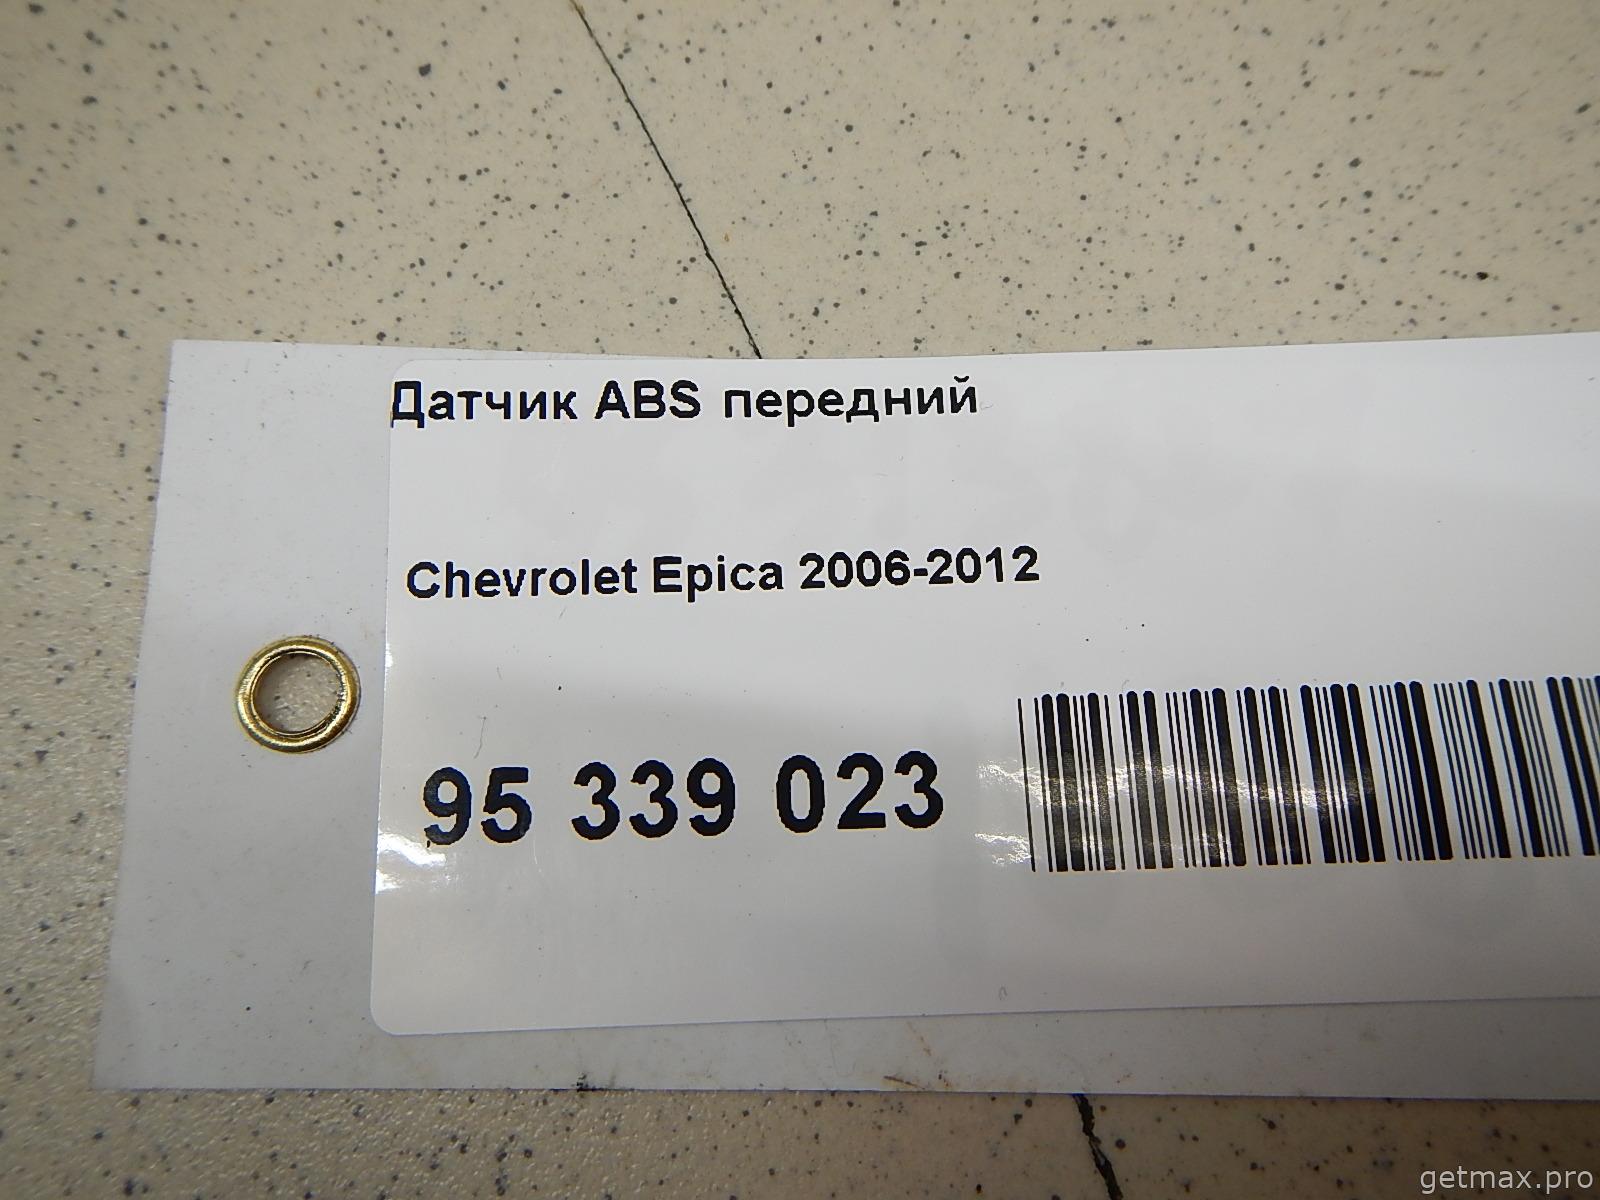 Датчик ABS передний
Chevrolet Epica 2006-2012
95 339 023
getmax.pro